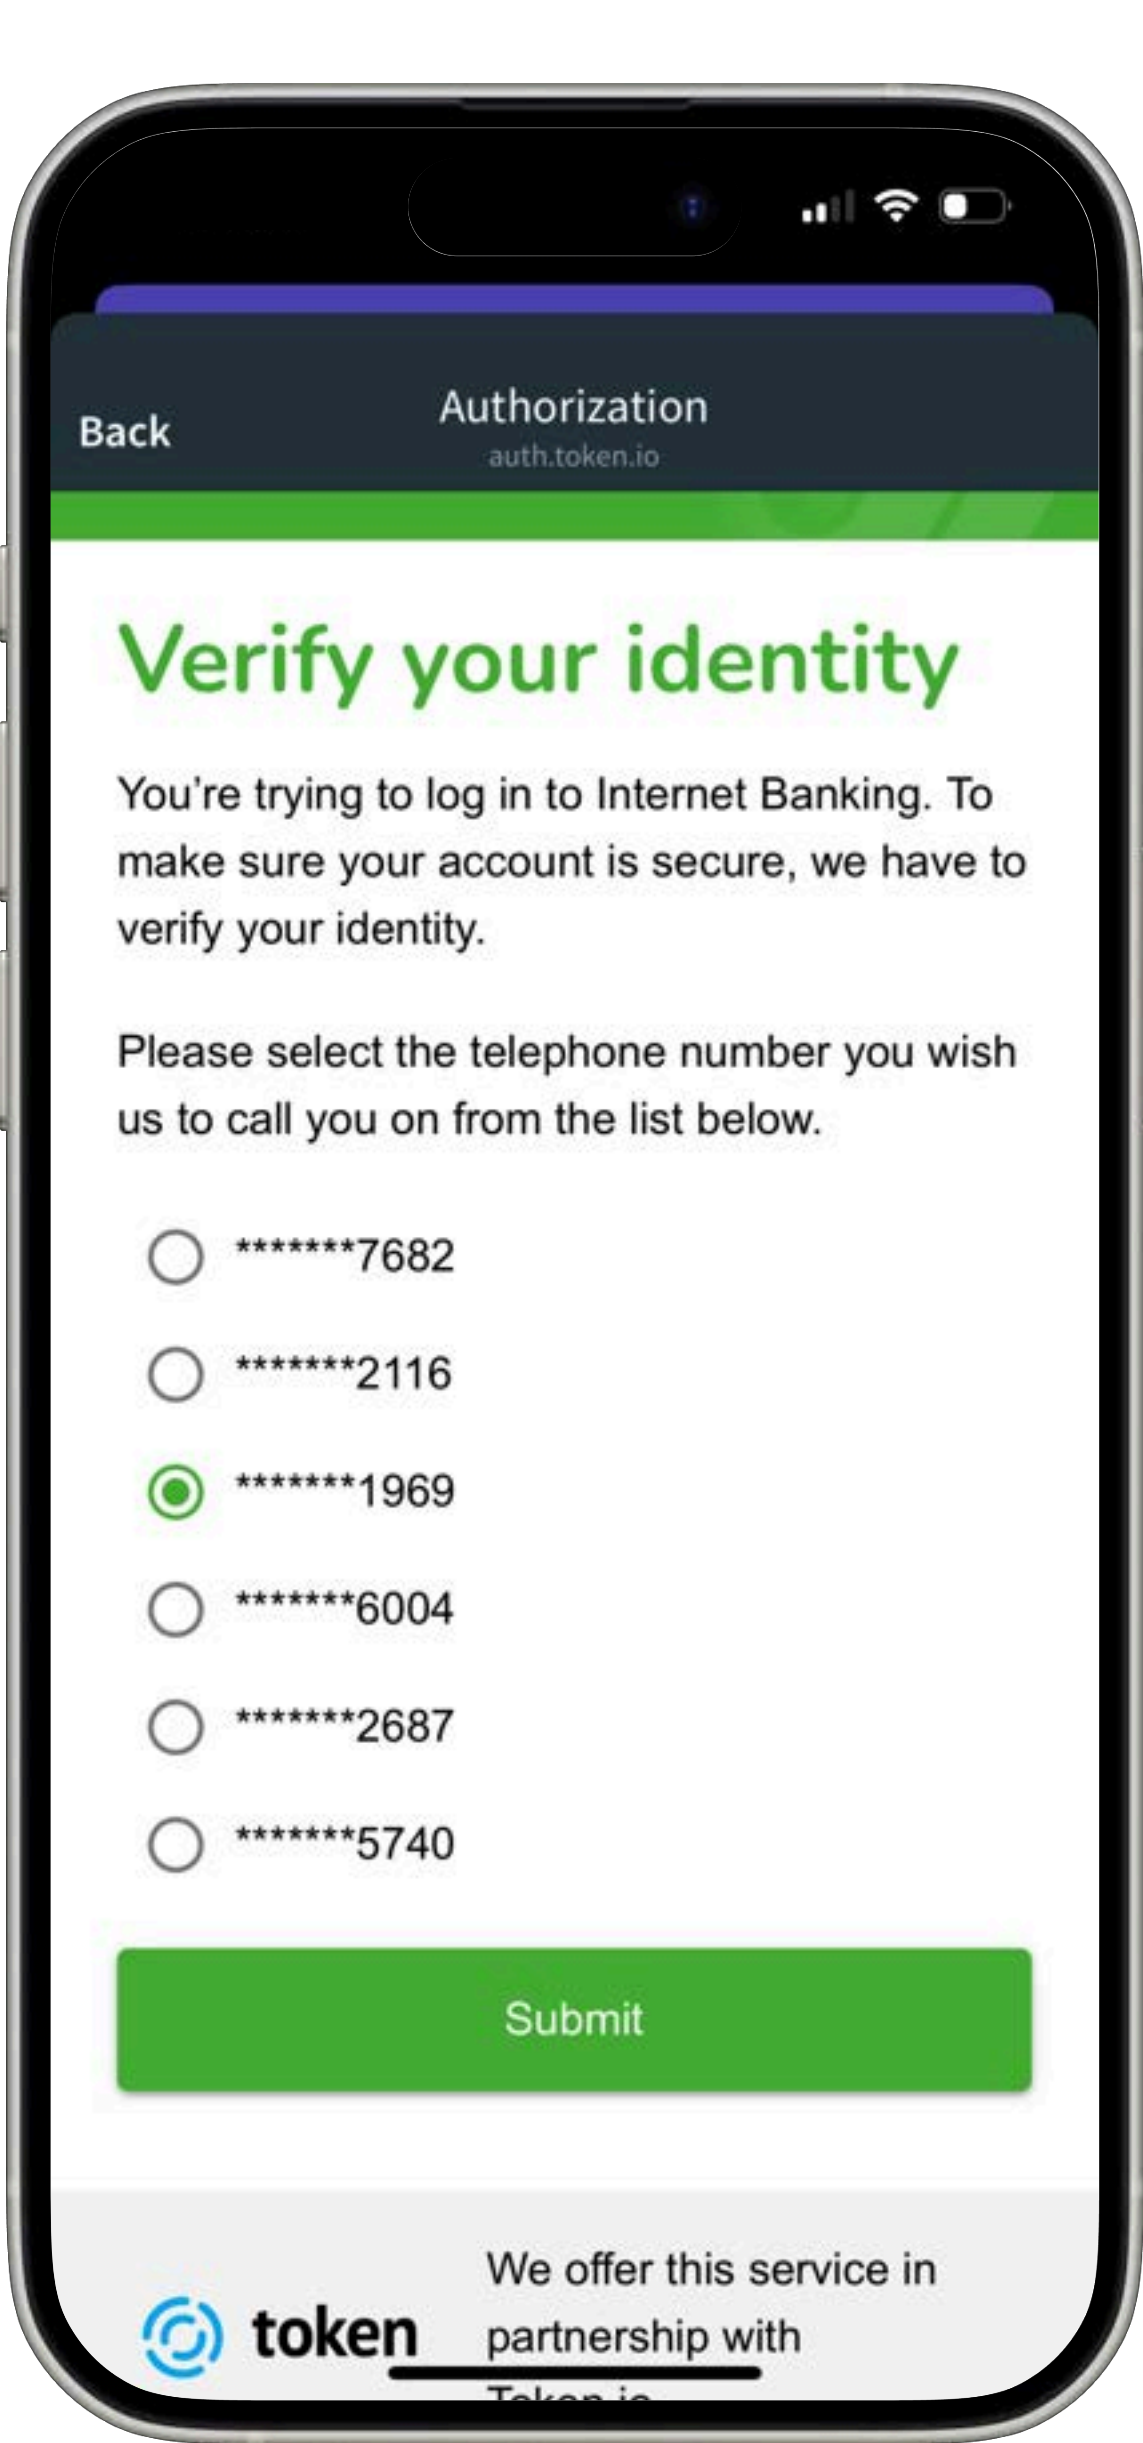 Authorization
Back
auth.token.io
Verify your identity
You're trying to log in to Internet Banking. To
make sure your account is secure, we have to
verify your identity.
Please select the telephone number you wish
us to call you on from the list below.
*******7682
*******2116
*******1969
*******6004
*******2687
*******5740
Submit
We offer this service in
token
partnership with
Token.io